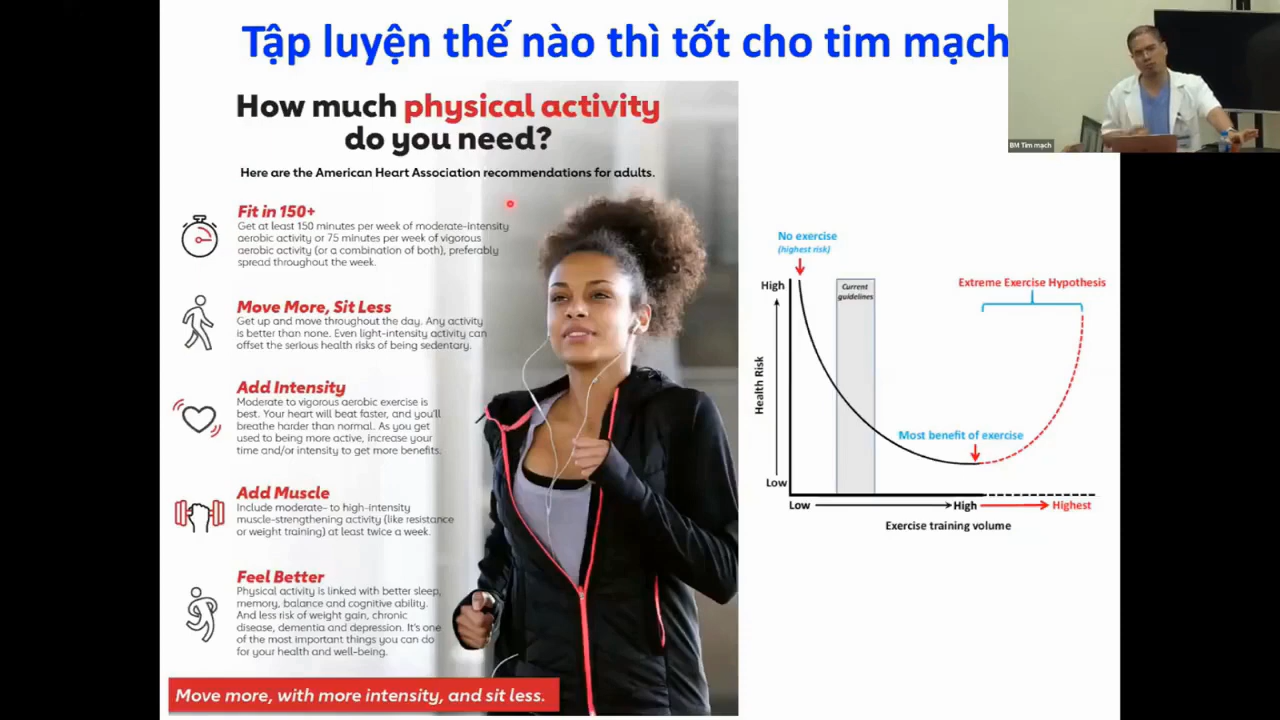 Tập luyện thế nào thì tốt cho tim mạch
BM Tim mạch
How much physical activity
do you need?
Here are the American Heart Association recommendations for adults.
Fit in 150+
Get at least 150 minutes per week of moderate-intensity
aerobic activity or 75 minutes per week of vigorous
aerobic activity (or a combination of both), preferably
spread throughout the week.
Move More, Sit Less
Get up and move throughout the day. Any activity
is better than none. Even light-intensity activity can
offset the serious health risks of being sedentary.
Add Intensity
Moderate to vigorous aerobic exercise is
best. Your heart will beat faster, and you'll
breathe harder than normal. As you get
used to being more active, increase your
time and/or intensity to get more benefits.
Add Muscle
Include moderate- to high-intensity
muscle-strengthening activity (like resistance
or weight training) at least twice a week.
Feel Better
Physical activity is linked with better sleep,
memory, balance and cognitive ability.
And less risk of weight gain, chronic
disease, dementia and depression. It's one
of the most important things you can do
for your health and well-being.
Move more, with more intensity, and sit less.
No exercise
(highest risk)
High
Current
guidelines
Extreme Exercise Hypothesis
Health Risk
Most benefit of exercise
Low
Low
High
Highest
Exercise training volume